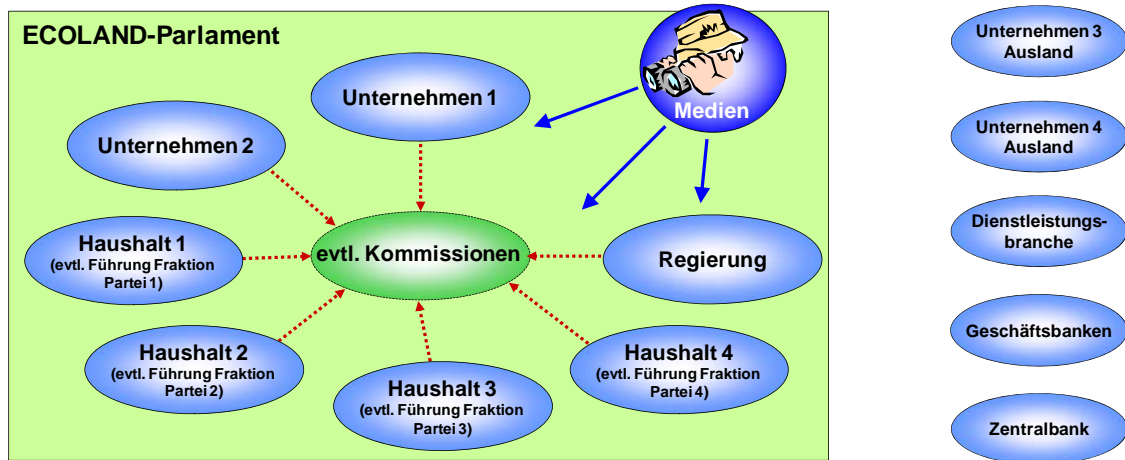 ECOLAND-Parlament
Unternehmen 1
Medien
Unternehmen 2
Haushalt 1
(evtl. Führung Fraktion
Partei 1)
evtl. Kommissionen
Regierung
Haushalt 2
(evtl. Führung Fraktion
Partei 2)
Haushalt 3
(evtl. Führung Fraktion
Partei 3)
Haushalt 4
(evtl. Führung Fraktion
Partei 4)
Unternehmen 3
Ausland
Unternehmen 4
Ausland
Dienstleistungs-
branche
Geschäftsbanken
Zentralbank